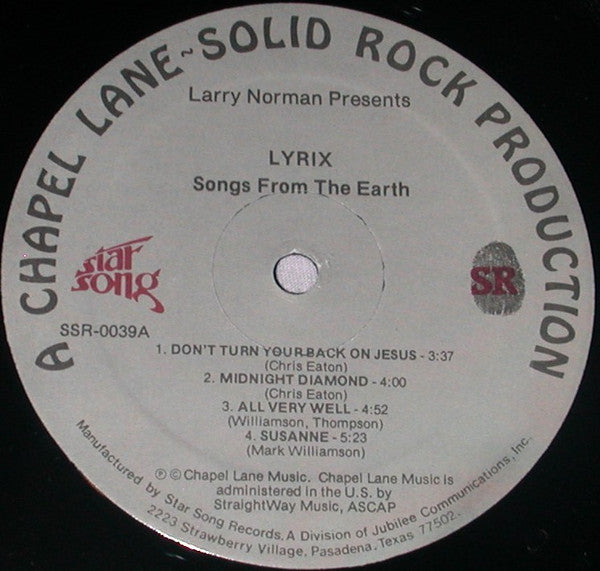 A CHAPEL LANE~SOLID ROCK PRODUCTION
Larry Norman Presents
LYRIX
Songs From The Earth
star song
SR
SSR-0039A
1. DON'T TURN YOUR BACK ON JESUS - 3:37
(Chris Eaton)
2. MIDNIGHT DIAMOND - 4:00
(Chris Eaton)
3. ALL VERY WELL - 4:52
(Williamson, Thompson)
4. SUSANNE - 5:23
(Mark Williamson)
℗ © Chapel Lane Music. Chapel Lane Music is
administered in the U.S. by
StraightWay Music, ASCAP
Manufactured by Star Song Records. A Division of Jubilee Communications, Inc.
2223 Strawberry Village. Pasadena, Texas 77502.